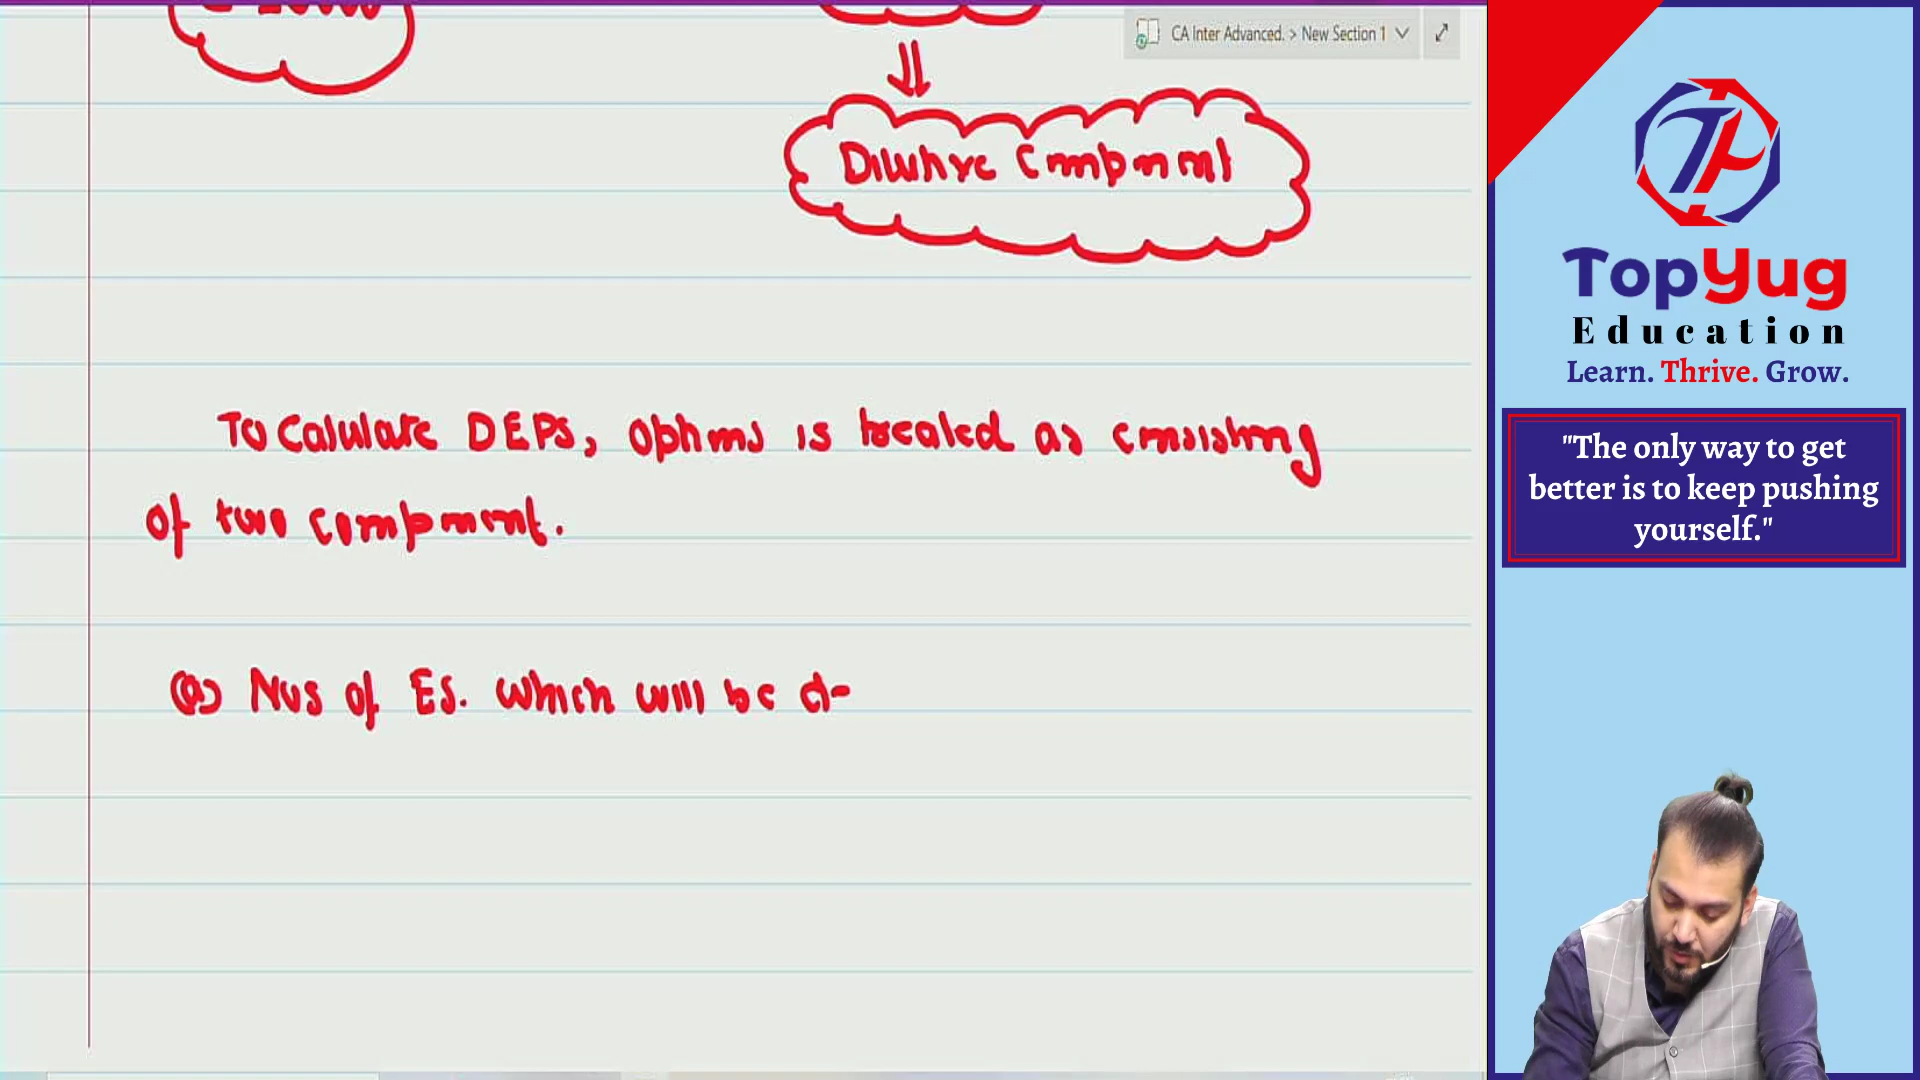 CA Inter Advanced. > New Section 1
Dilutive Component
To Calulate DEPS, Options is treated as consisting
of two component.
(a) Nos of ES. which will be
TopYug
Education
Learn. Thrive. Grow.
"The only way to get
better is to keep pushing
yourself."